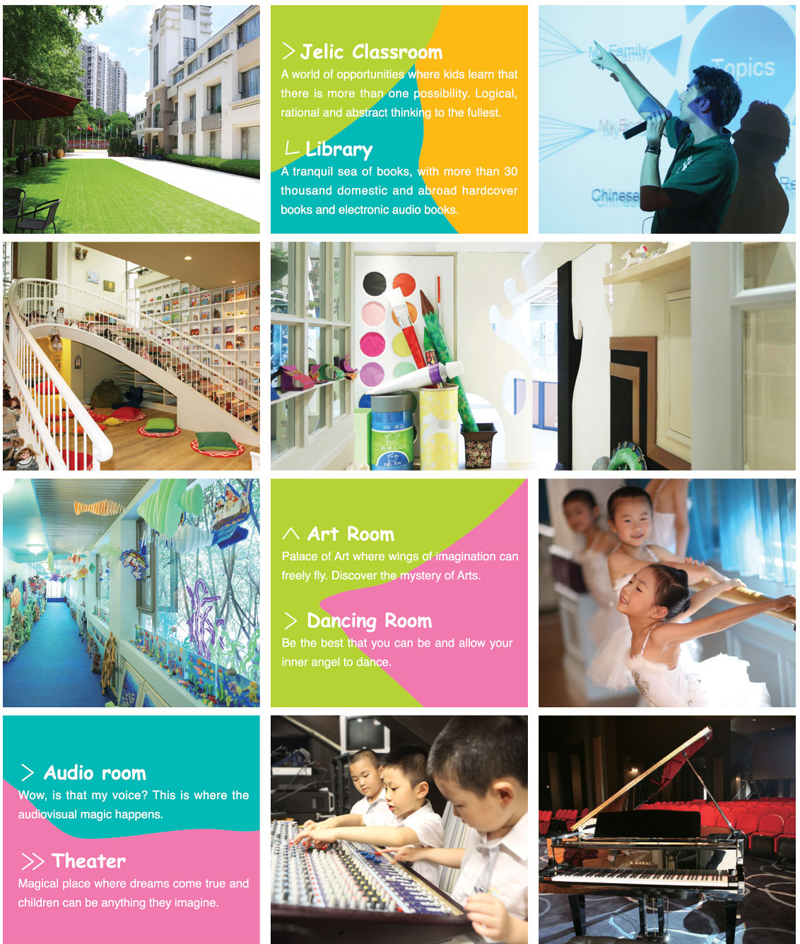 > Jelic Classroom
A world of opportunities where kids learn that
there is more than one possibility. Logical,
rational and abstract thinking to the fullest.
Library
A tranquil sea of books, with more than 30
thousand domestic and abroad hardcover
books and electronic audio books.
My Family
Topics
Chinese
Art Room
Palace of Art where wings of imagination can
freely fly. Discover the mystery of Arts.
> Dancing Room
Be the best that you can be and allow your
inner angel to dance.
> Audio room
Wow, is that my voice? This is where the
audiovisual magic happens.
>> Theater
Magical place where dreams come true and
children can be anything they imagine.
K. KAWAI